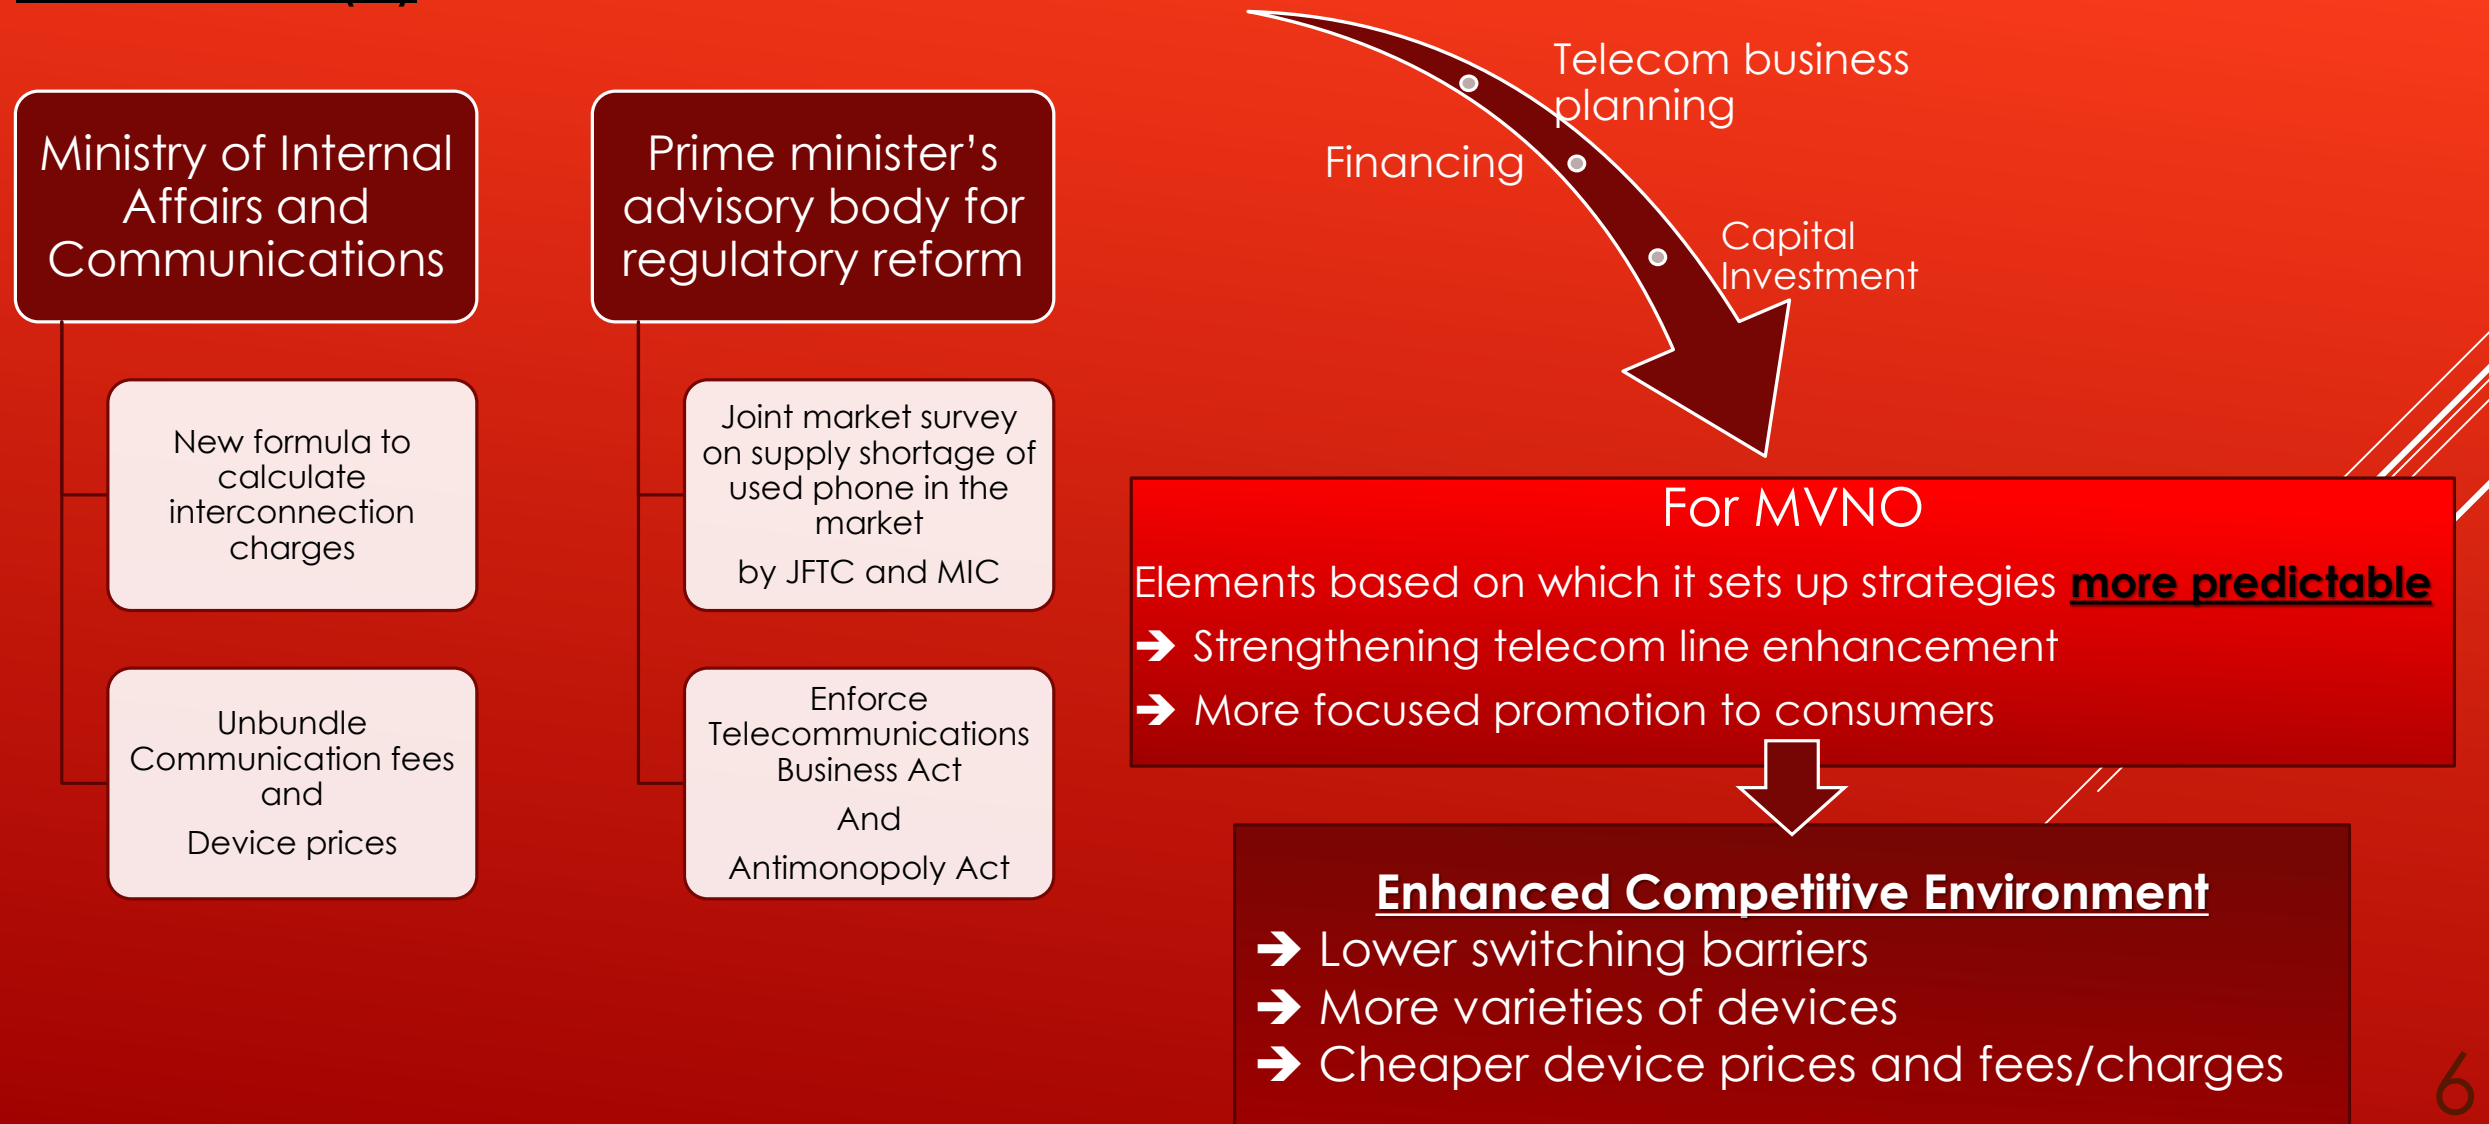 Ministry of Internal
Affairs and
Communications
New formula to
calculate
interconnection
charges
Unbundle
Communication fees
and
Device prices
Prime minister’s
advisory body for
regulatory reform
Joint market survey
on supply shortage of
used phone in the
market
by JFTC and MIC
Enforce
Telecommunications
Business Act
And
Antimonopoly Act
Telecom business
planning
Financing
Capital
Investment
For MVNO
Elements based on which it sets up strategies more predictable
➔ Strengthening telecom line enhancement
➔ More focused promotion to consumers
Enhanced Competitive Environment
➔ Lower switching barriers
➔ More varieties of devices
➔ Cheaper device prices and fees/charges
6